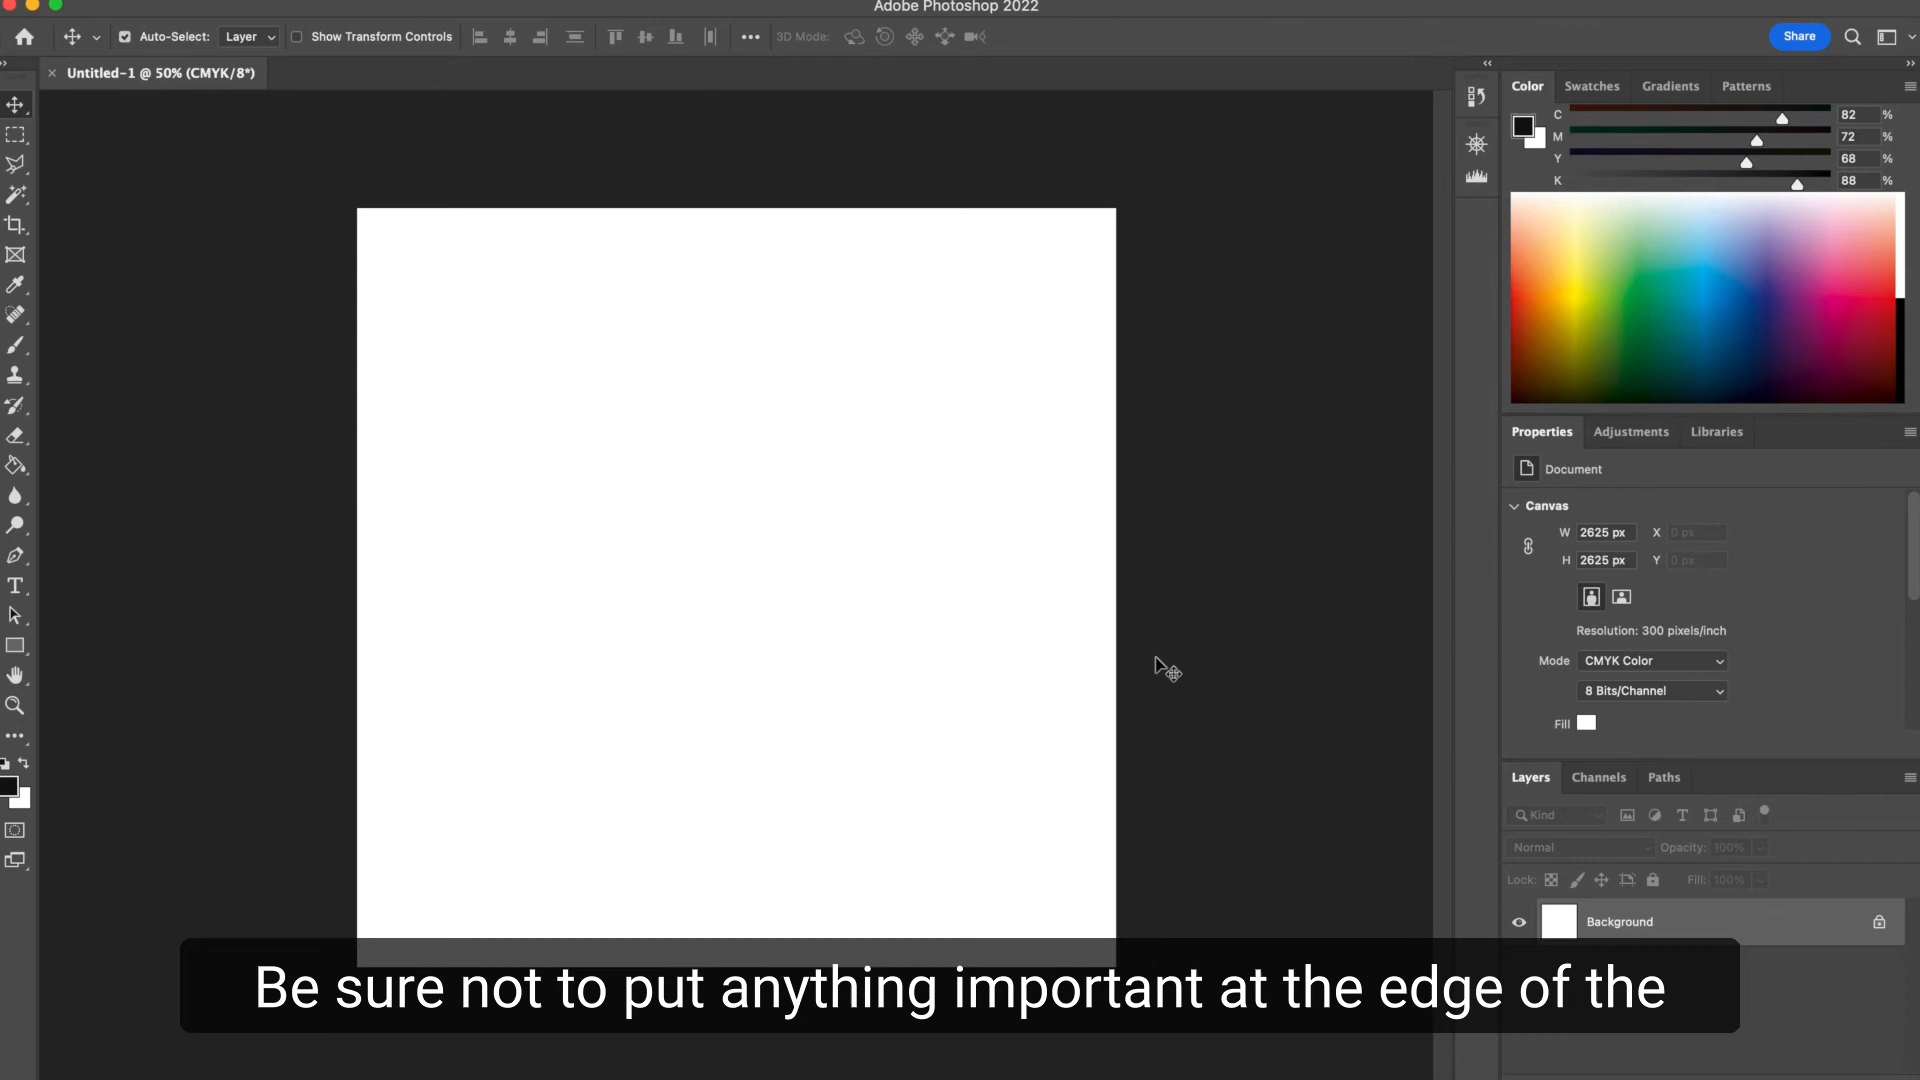 Adobe Photoshop 2022
Auto-Select: Layer Show Transform Controls 3D Mode: Share
Untitled-1 @ 50% (CMYK/8*)
Color Swatches Gradients Patterns
C 82 %
M 72 %
Y 68 %
K 88 %
Properties Adjustments Libraries
Document
Canvas
W 2625 px X 0 px
H 2625 px Y 0 px
Resolution: 300 pixels/inch
Mode CMYK Color
8 Bits/Channel
Fill
Layers Channels Paths
Kind
Normal Opacity: 100%
Lock: Fill: 100%
Background
Be sure not to put anything important at the edge of the